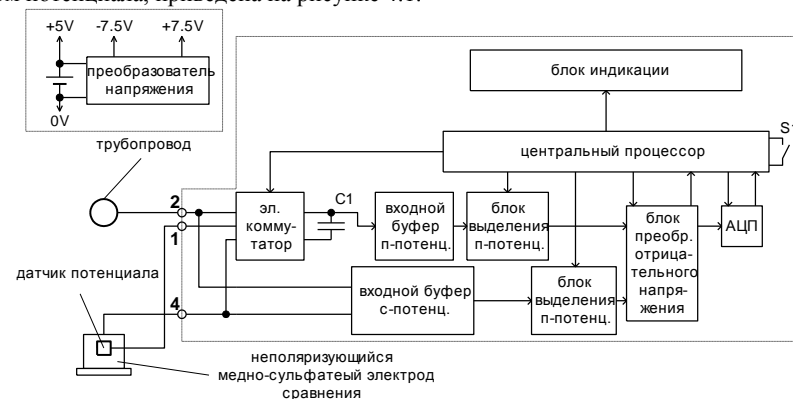 ом потенциала, приведена на рисунке 4.1.
+5V -7.5V +7.5V
преобразователь
напряжения
0V
блок индикации
S1
центральный процессор
трубопровод
2
1
эл.
комму-
татор
C1
входной
буфер
п-потенц.
блок
выделения
п-потенц.
блок
преобр.
отрица-
тельного
напря-
жения
АЦП
датчик потенциала
4
входной буфер
с-потенц.
блок
выделения
п-потенц.
неполяризующийся
медно-сульфатеый электрод
сравнения